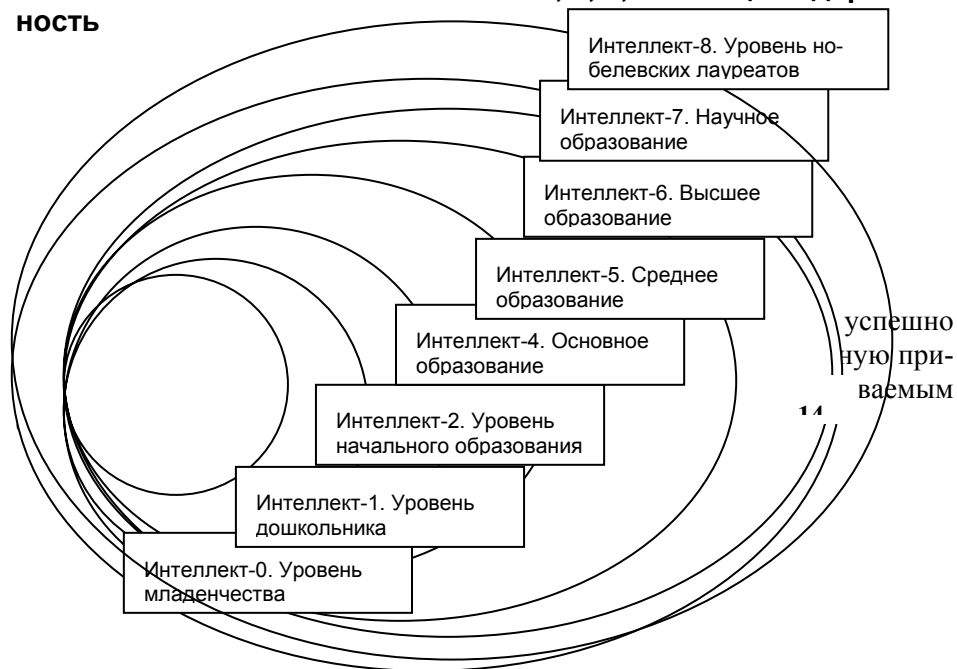 ность
Интеллект-8. Уровень но-
белевских лауреатов
Интеллект-7. Научное
образование
Интеллект-6. Высшее
образование
Интеллект-5. Среднее
образование
успешно
Интеллект-4. Основное
образование
ную при-
ваемым
14
Интеллект-2. Уровень
начального образования
Интеллект-1. Уровень
дошкольника
Интеллект-0. Уровень
младенчества